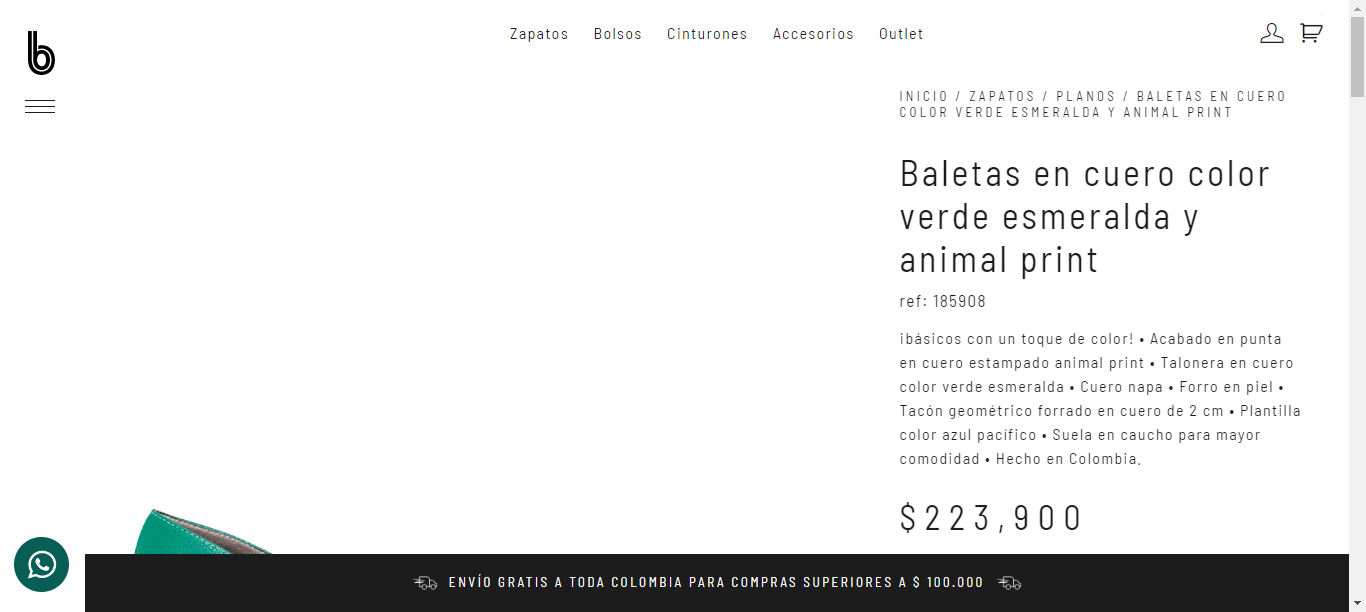 b
Zapatos Bolsos Cinturones Accesorios Outlet
INICIO / ZAPATOS / PLANOS / BALETAS EN CUERO
COLOR VERDE ESMERALDA Y ANIMAL PRINT
Baletas en cuero color
verde esmeralda y
animal print
ref: 185908
¡básicos con un toque de color! • Acabado en punta
en cuero estampado animal print • Talonera en cuero
color verde esmeralda • Cuero napa • Forro en piel •
Tacón geométrico forrado en cuero de 2 cm • Plantilla
color azul pacífico • Suela en caucho para mayor
comodidad • Hecho en Colombia.
$223,900
ENVÍO GRATIS A TODA COLOMBIA PARA COMPRAS SUPERIORES A $ 100.000